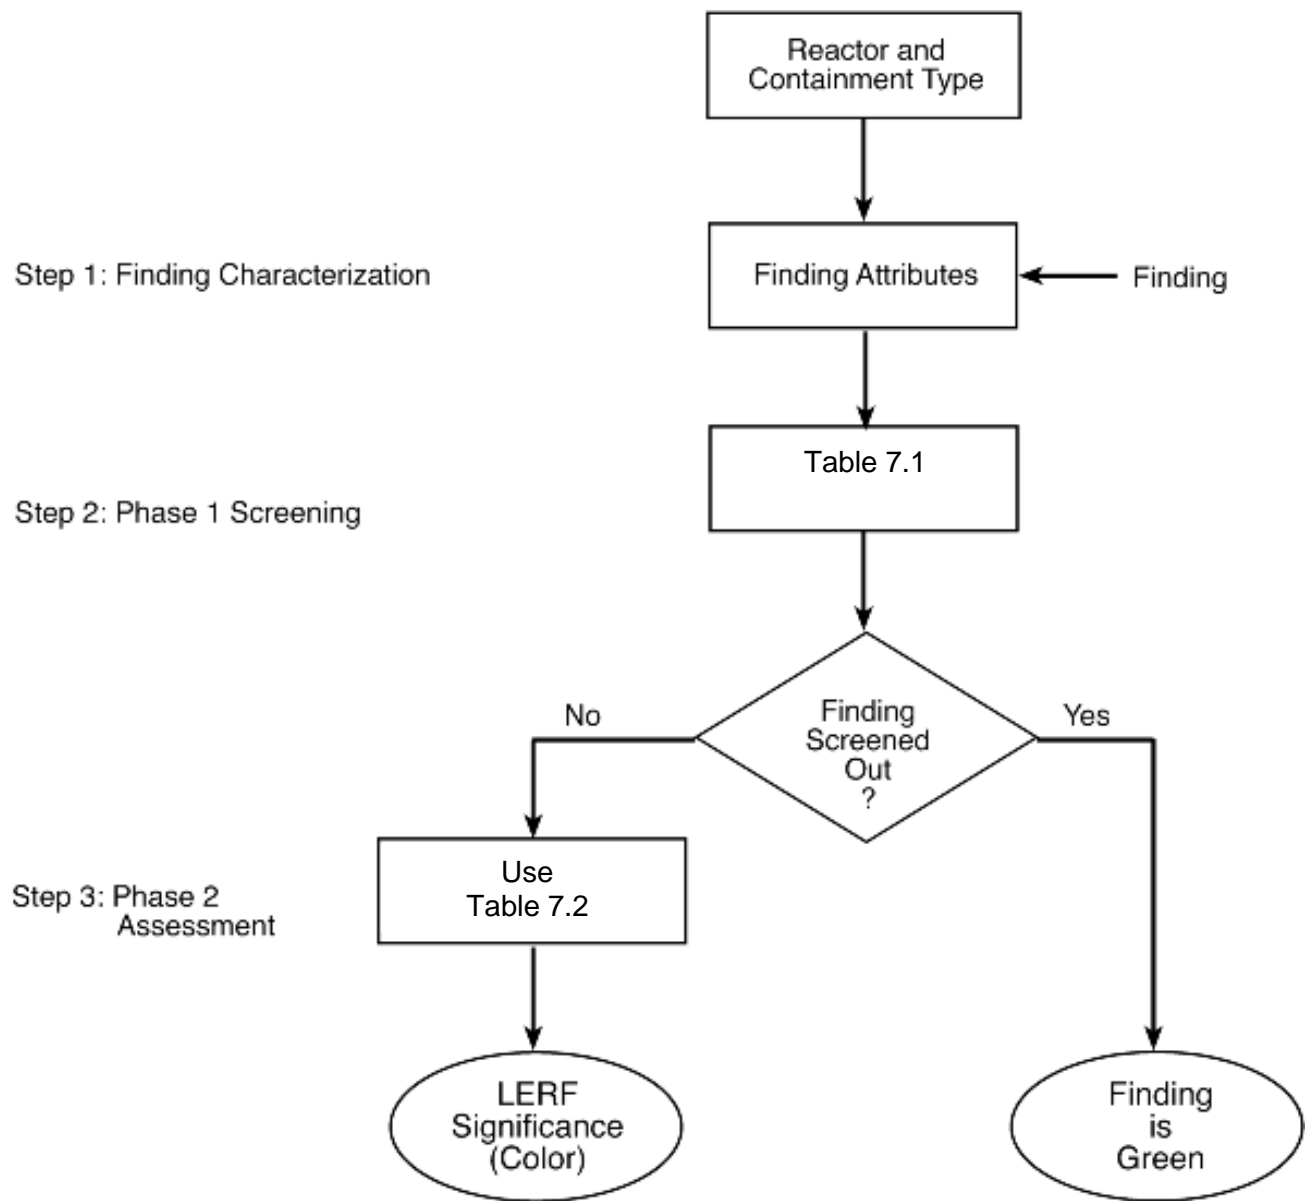 Reactor and
Containment Type
Step 1: Finding Characterization
Finding Attributes
Finding
Table 7.1
Step 2: Phase 1 Screening
No
Finding
Screened
Out
?
Yes
Step 3: Phase 2
Assessment
Use
Table 7.2
LERF
Significance
(Color)
Finding
is
Green